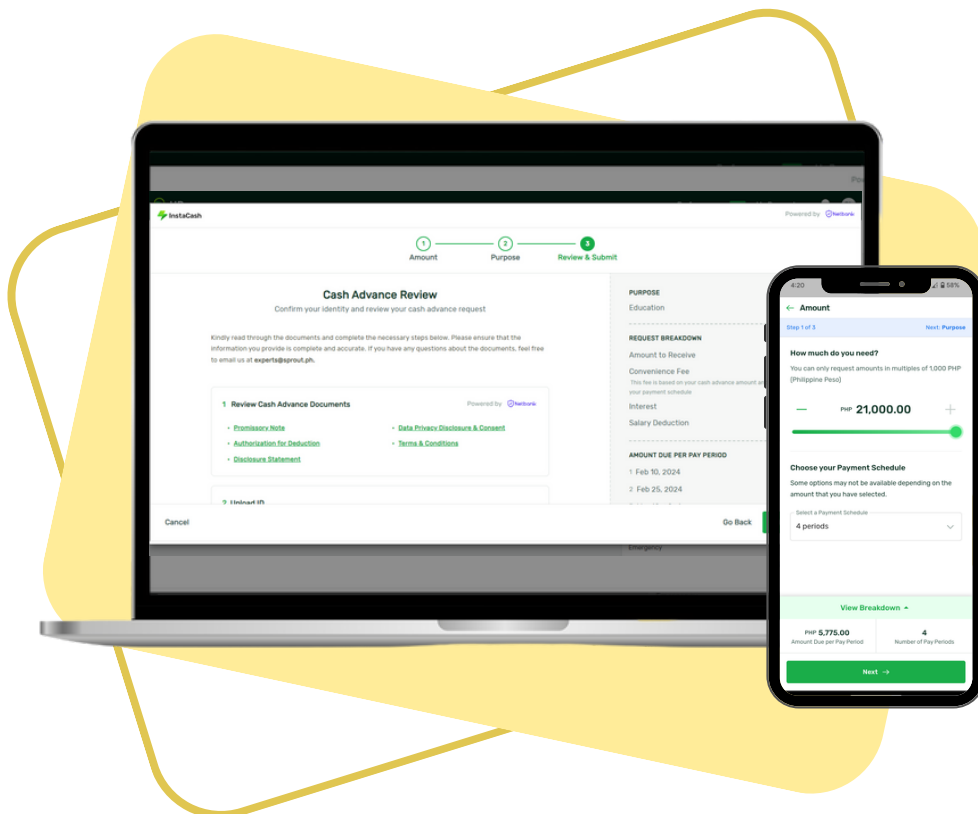 InstaCash
Powered by Netbank
1 2 3
Amount Purpose Review & Submit
Cash Advance Review
Confirm your identity and review your cash advance request
Kindly read through the documents and complete the necessary steps below. Please ensure that the
information you provide is complete and accurate. If you have any questions about the documents, feel free
to email us at experts@sprout.ph.
1 Review Cash Advance Documents
Powered by Netbank
• Promissory Note
• Authorization for Deduction
• Disclosure Statement
• Data Privacy Disclosure & Consent
• Terms & Conditions
2 Upload ID
Cancel
Go Back
PURPOSE
Education
REQUEST BREAKDOWN
Amount to Receive
Convenience Fee
This fee is based on your cash advance amount an
your payment schedule
Interest
Salary Deduction
AMOUNT DUE PER PAY PERIOD
1 Feb 10, 2024
2 Feb 25, 2024
Emergency
4:20
58%
← Amount
Step 1 of 3
Next: Purpose
How much do you need?
You can only request amounts in multiples of 1,000 PHP
(Philippine Peso)
— PHP 21,000.00 +
Choose your Payment Schedule
Some options may not be available depending on the
amount that you have selected.
Select a Payment Schedule
4 periods
View Breakdown
PHP 5,775.00
Amount Due per Pay Period
4
Number of Pay Periods
Next →